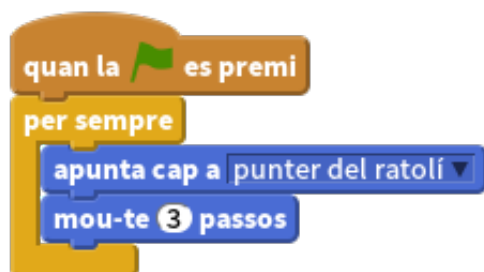 quan la es premi
per sempre
apunta cap a punter del ratolí
mou-te 3 passos